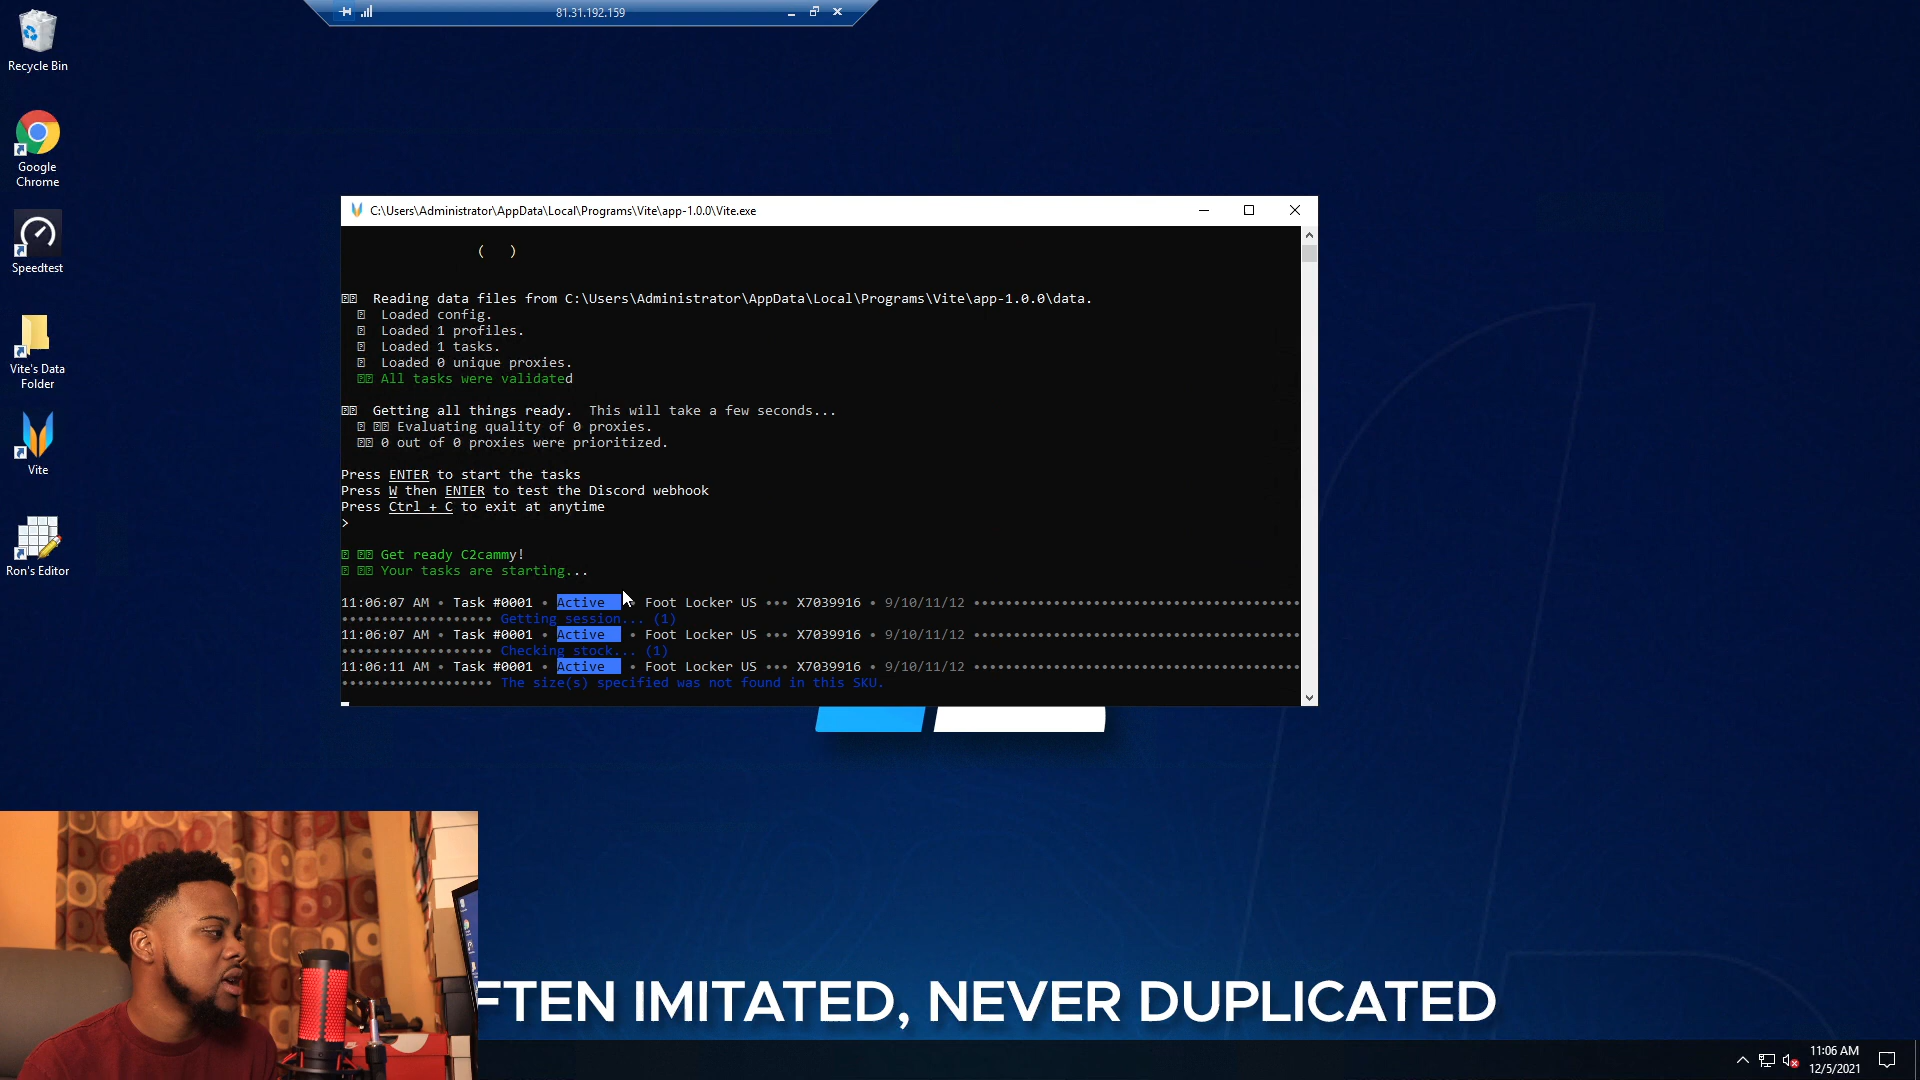 81.31.192.159
Recycle Bin
Google
Chrome
Speedtest
Vite's Data
Folder
Vite
Ron's Editor
C:\Users\Administrator\AppData\Local\Programs\Vite\app-1.0.0\Vite.exe
(   )
Reading data files from C:\Users\Administrator\AppData\Local\Programs\Vite\app-1.0.0\data.
Loaded config.
Loaded 1 profiles.
Loaded 1 tasks.
Loaded 0 unique proxies.
All tasks were validated
Getting all things ready.  This will take a few seconds...
Evaluating quality of 0 proxies.
0 out of 0 proxies were prioritized.
Press ENTER to start the tasks
Press W then ENTER to test the Discord webhook
Press Ctrl + C to exit at anytime
>
Get ready C2cammy!
Your tasks are starting...
11:06:07 AM • Task #0001 • Active • Foot Locker US ••• X7039916 • 9/10/11/12
Getting session... (1)
11:06:07 AM • Task #0001 • Active • Foot Locker US ••• X7039916 • 9/10/11/12
Checking stock... (1)
11:06:11 AM • Task #0001 • Active • Foot Locker US ••• X7039916 • 9/10/11/12
The size(s) specified was not found in this SKU.
FTEN IMITATED, NEVER DUPLICATED
11:06 AM
12/5/2021